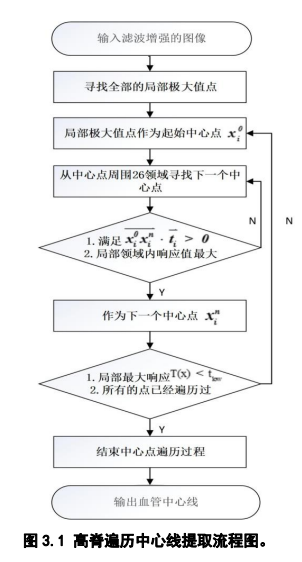 输入滤波增强的图像
寻找全部的局部极大值点
局部极大值点作为起始中心点 x_i^0
从中心点周围26领域寻找下一个中
心点
N
N
1. 满足 \overrightarrow{x_i^0 x_i^n} · \overrightarrow{t_i} > 0
2. 局部领域内响应值最大
Y
作为下一个中心点 x_i^n
1. 局部最大响应T(x) < t_low
2. 所有的点已经遍历过
Y
结束中心点遍历过程
输出血管中心线
图 3.1 高脊遍历中心线提取流程图。